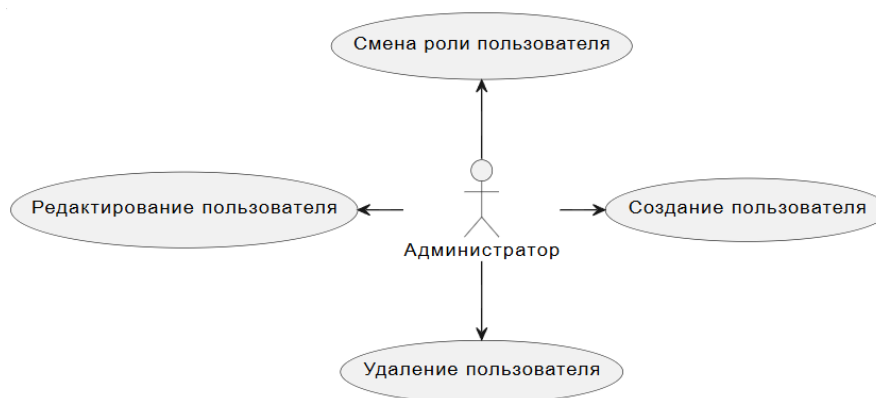 Смена роли пользователя
Редактирование пользователя
Создание пользователя
Администратор
Удаление пользователя